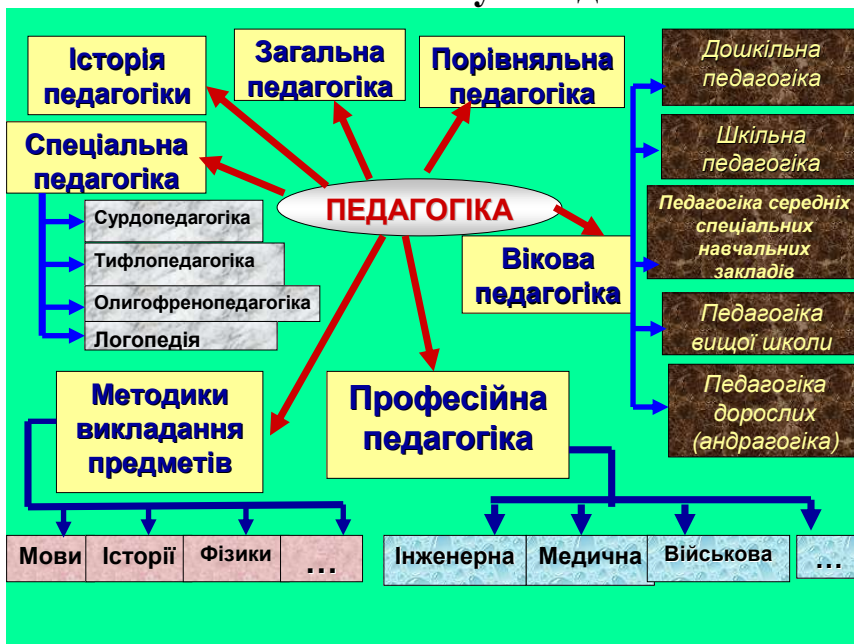 Історія
педагогіки
Загальна
педагогіка
Порівняльна
педагогіка
Дошкільна
педагогіка
Шкільна
педагогіка
Педагогіка середніх
спеціальних
навчальних
закладів
Педагогіка
вищої школи
Педагогіка
дорослих
(андрагогіка)
Спеціальна
педагогіка
Сурдопедагогіка
Тифлопедагогіка
Олигофренопедагогіка
Логопедія
ПЕДАГОГІКА
Вікова
педагогіка
Методики
викладання
предметів
Професійна
педагогіка
Мови
Історії
Фізики
...
Інженерна
Медична
Військова
...